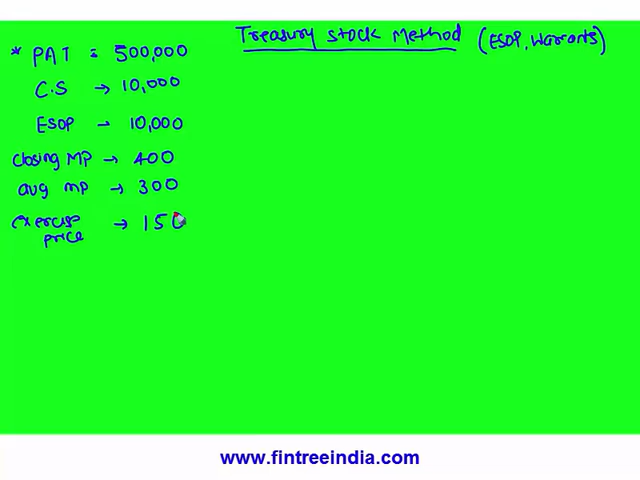 Treasury Stock Method (ESOP, Warrants)
* PAT = 500,000
C.S → 10,000
ESOP → 10,000
closing MP → 400
avg mp → 300
exercise price → 150
www.fintreeindia.com